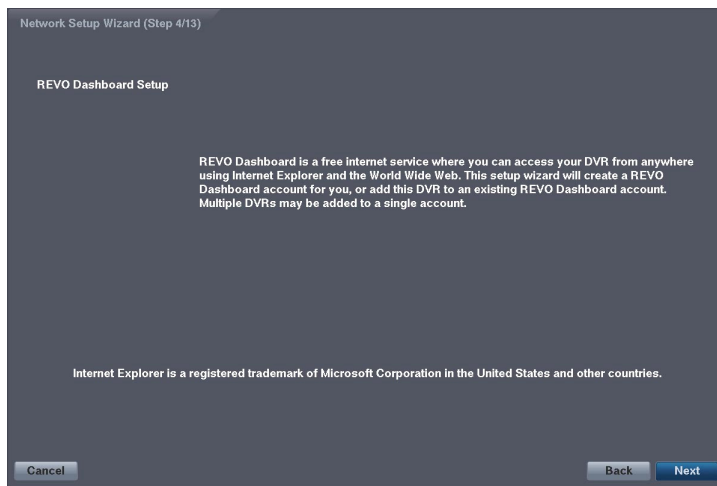 Network Setup Wizard (Step 4/13)
REVO Dashboard Setup
REVO Dashboard is a free internet service where you can access your DVR from anywhere
using Internet Explorer and the World Wide Web. This setup wizard will create a REVO
Dashboard account for you, or add this DVR to an existing REVO Dashboard account.
Multiple DVRs may be added to a single account.
Internet Explorer is a registered trademark of Microsoft Corporation in the United States and other countries.
Cancel
Back
Next